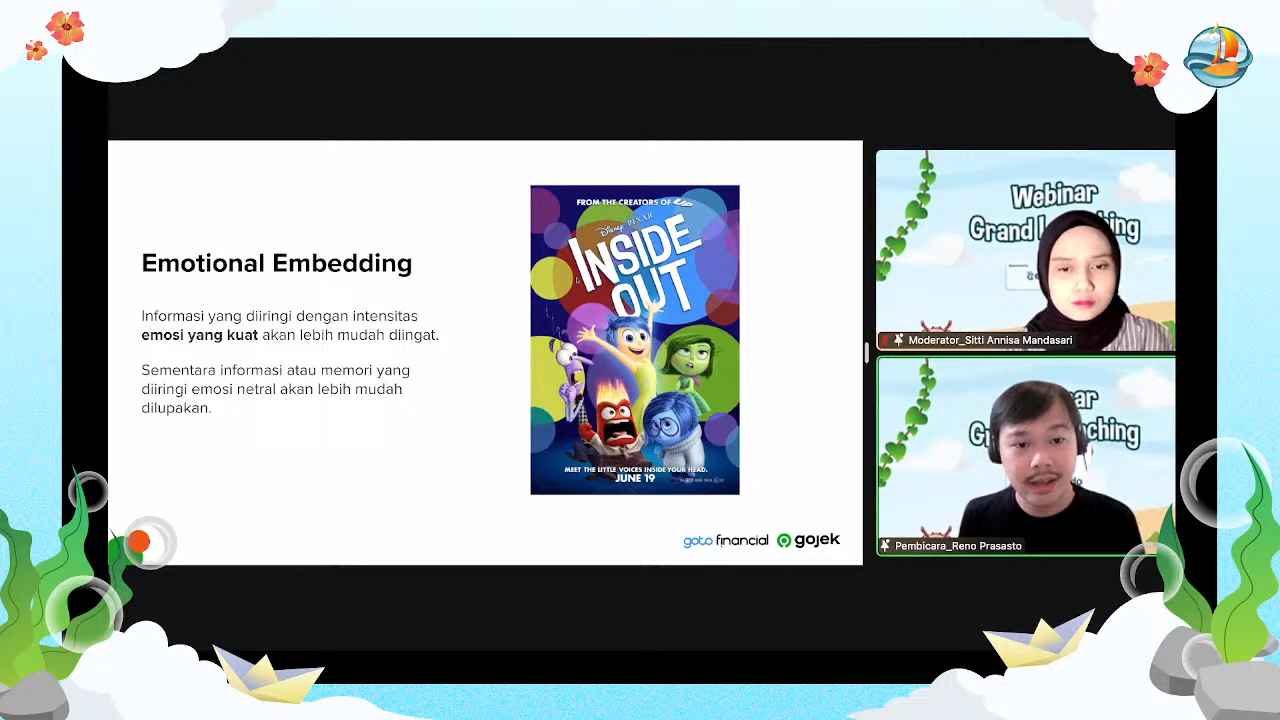 Emotional Embedding
Informasi yang diiringi dengan intensitas
emosi yang kuat akan lebih mudah diingat.
Sementara informasi atau memori yang
diiringi emosi netral akan lebih mudah
dilupakan.
FROM THE CREATORS OF
DISNEY PIXAR
INSIDE
OUT
MEET THE LITTLE VOICES INSIDE YOUR HEAD.
JUNE 19
goto financial gojek
Webinar
Grand
Moderator_Sitti Annisa Mandasari
Pembicara_Reno Prasasto